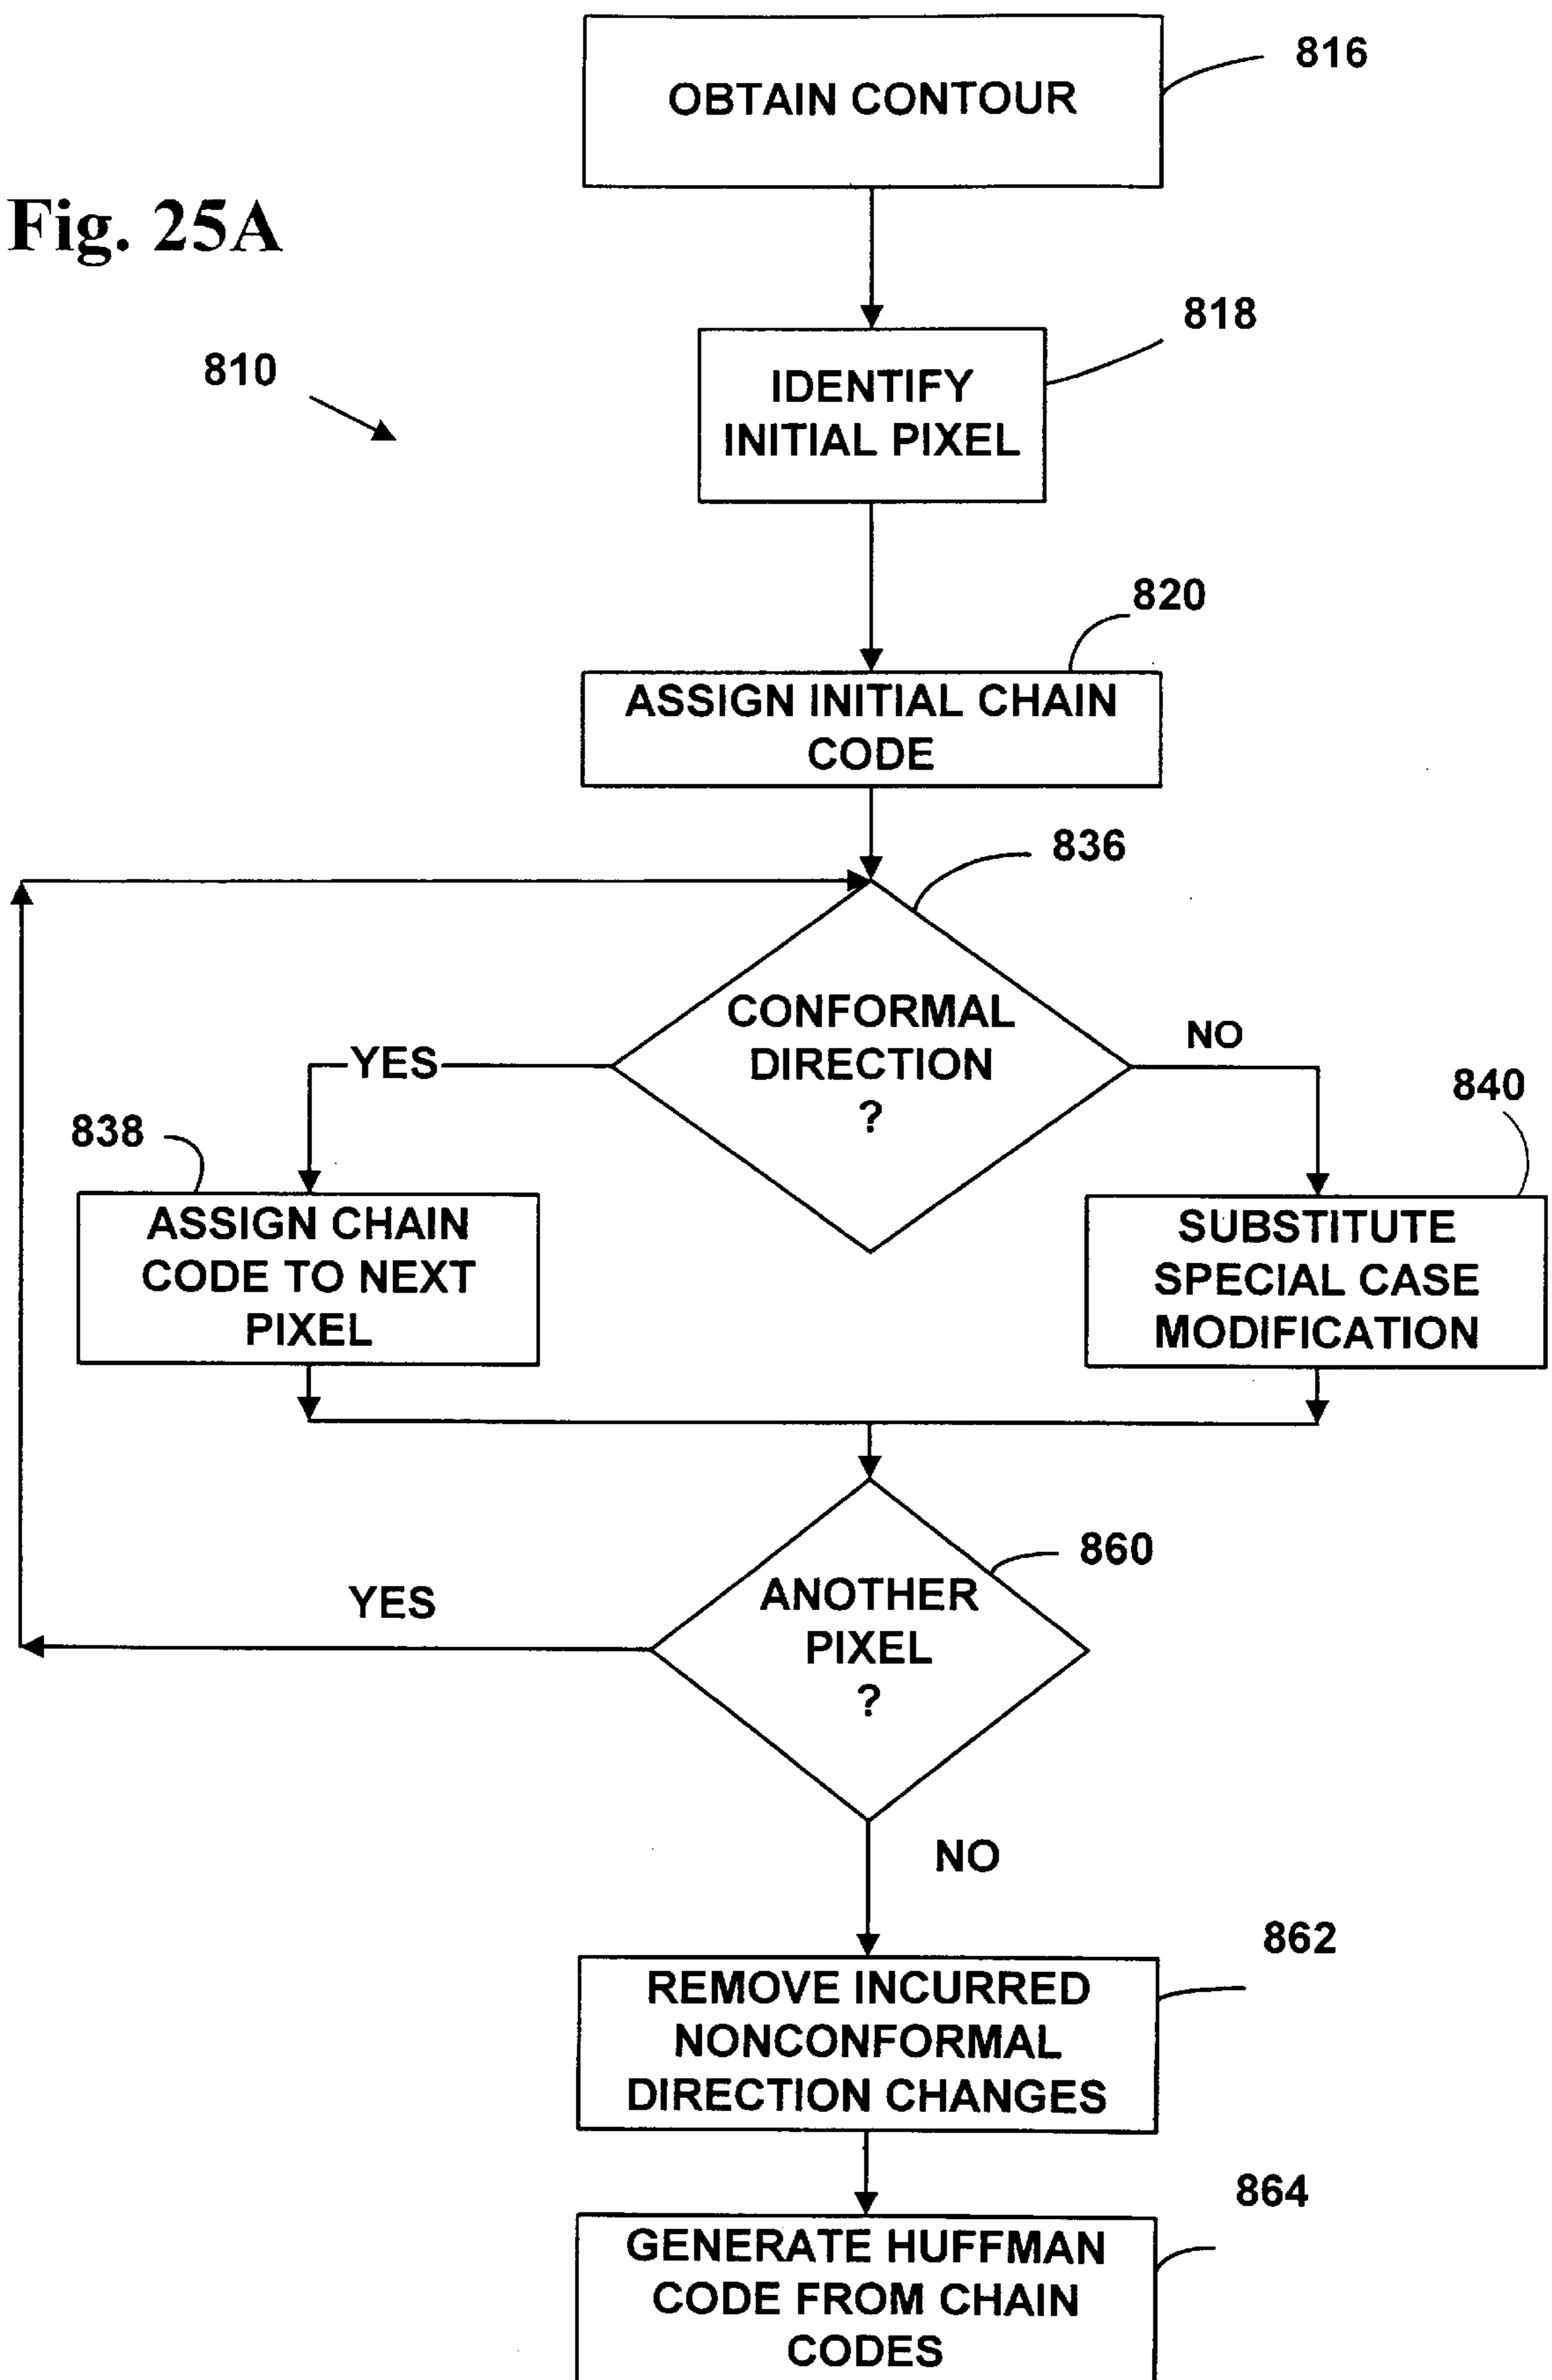 816
OBTAIN CONTOUR
Fig. 25A
818
810
IDENTIFY
INITIAL PIXEL
820
ASSIGN INITIAL CHAIN
CODE
836
CONFORMAL
DIRECTION
?
YES
NO
840
838
ASSIGN CHAIN
CODE TO NEXT
PIXEL
SUBSTITUTE
SPECIAL CASE
MODIFICATION
860
ANOTHER
PIXEL
?
YES
NO
862
REMOVE INCURRED
NONCONFORMAL
DIRECTION CHANGES
864
GENERATE HUFFMAN
CODE FROM CHAIN
CODES